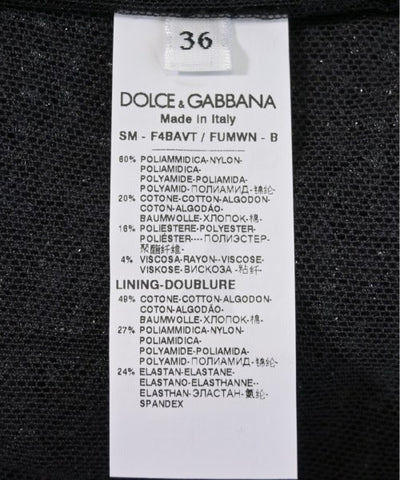 36
DOLCE & GABBANA
Made in Italy
SM - F4BAVT / FUMWN - B
60% POLIAMMIDICA-NYLON-
POLIAMIDICA-
POLYAMIDE-POLIAMIDA-
POLYAMID-ПОЛИАМИД-锦纶-
20% COTONE-COTTON-ALGODON-
COTON-ALGODÃO-
BAUMWOLLE-ХЛОПОК-棉-
16% POLIESTERE-POLYESTER-
POLIÉSTER----ПОЛИЭСТЕР-
聚酯纤维-
4% VISCOSA-RAYON--VISCOSE-
VISKOSE-ВИСКОЗА -粘纤-
LINING-DOUBLURE
49% COTONE-COTTON-ALGODON-
COTON-ALGODÃO-
BAUMWOLLE-ХЛОПОК-棉-
27% POLIAMMIDICA-NYLON-
POLIAMIDICA-
POLYAMIDE-POLIAMIDA-
POLYAMID-ПОЛИАМИД-锦纶-
24% ELASTAN-ELASTANE-
ELASTANO-ELASTHANNE--
ELASTHAN-ЭЛАСТАН-氨纶-
SPANDEX